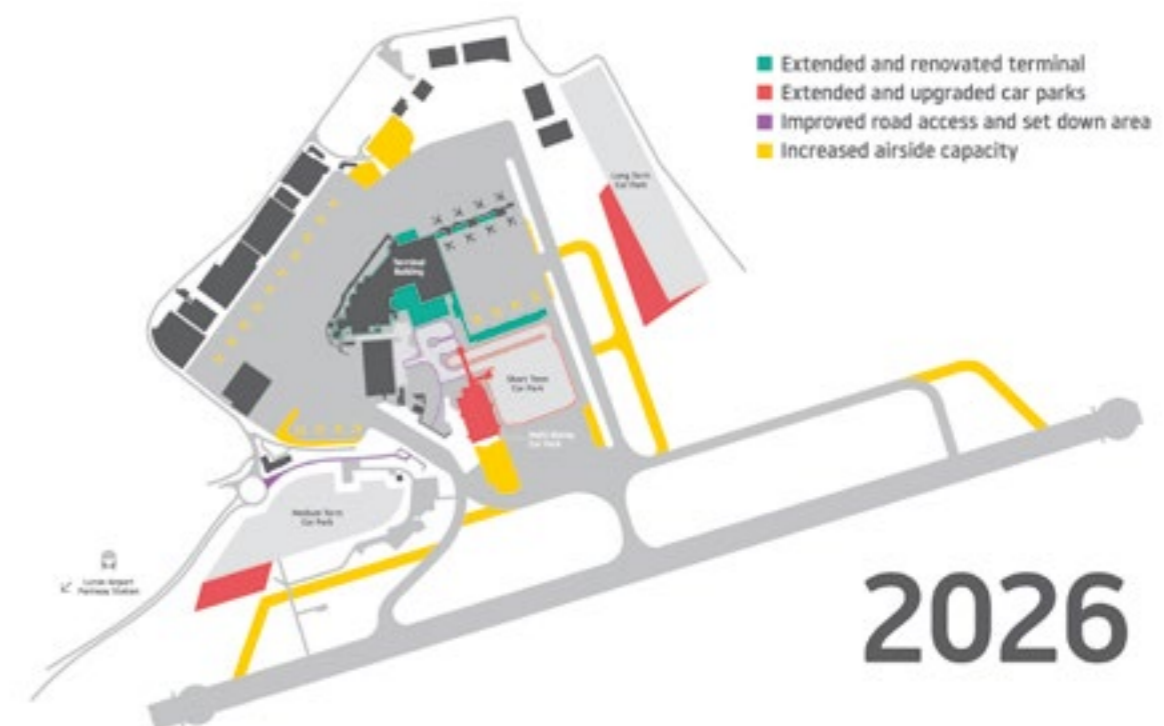 Extended and renovated terminal
Extended and upgraded car parks
Improved road access and set down area
Increased airside capacity
Long Term
Car Park
Terminal
Building
Short Term
Car Park
Multi-Storey
Car Park
Medium Term
Car Park
Luton Airport
Parkway Station
2026